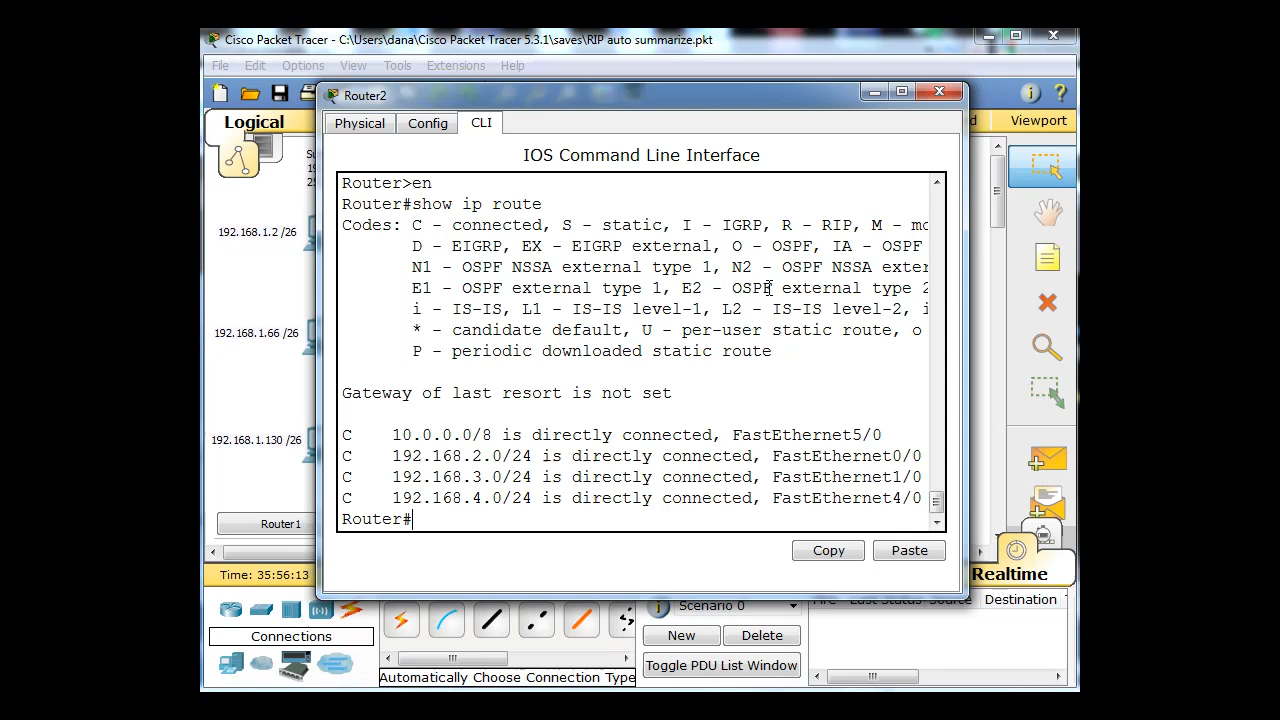 Cisco Packet Tracer - C:\Users\dana\Cisco Packet Tracer 5.3.1\saves\RIP auto summarize.pkt
File Edit Options View Tools Extensions Help
Router2
Logical
Viewport
Physical Config CLI
IOS Command Line Interface
Router>en
Router#show ip route
Codes: C - connected, S - static, I - IGRP, R - RIP, M - mo
D - EIGRP, EX - EIGRP external, O - OSPF, IA - OSPF
N1 - OSPF NSSA external type 1, N2 - OSPF NSSA exter
E1 - OSPF external type 1, E2 - OSPF external type 2
i - IS-IS, L1 - IS-IS level-1, L2 - IS-IS level-2, i
* - candidate default, U - per-user static route, o
P - periodic downloaded static route
Gateway of last resort is not set
C 10.0.0.0/8 is directly connected, FastEthernet5/0
C 192.168.2.0/24 is directly connected, FastEthernet0/0
C 192.168.3.0/24 is directly connected, FastEthernet1/0
C 192.168.4.0/24 is directly connected, FastEthernet4/0
Router#
192.168.1.2 /26
192.168.1.66 /26
192.168.1.130 /26
Router1
Copy Paste
Time: 35:56:13
Realtime
Scenario 0
Last Status Source Destination
Connections
New Delete
Toggle PDU List Window
Automatically Choose Connection Type